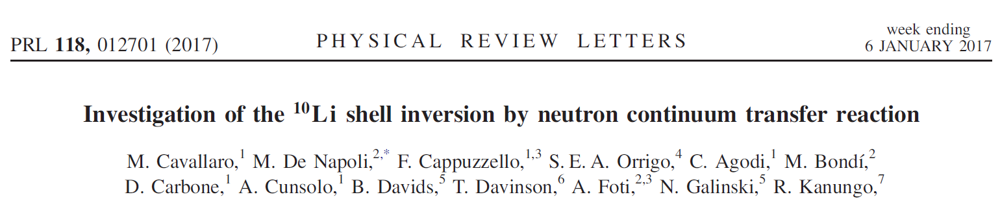 PRL 118, 012701 (2017) PHYSICAL REVIEW LETTERS week ending 6 JANUARY 2017
Investigation of the ¹⁰Li shell inversion by neutron continuum transfer reaction
M. Cavallaro,¹ M. De Napoli,²,* F. Cappuzzello,¹,³ S. E. A. Orrigo,⁴ C. Agodi,¹ M. Bondí,²
D. Carbone,¹ A. Cunsolo,¹ B. Davids,⁵ T. Davinson,⁶ A. Foti,²,³ N. Galinski,⁵ R. Kanungo,⁷